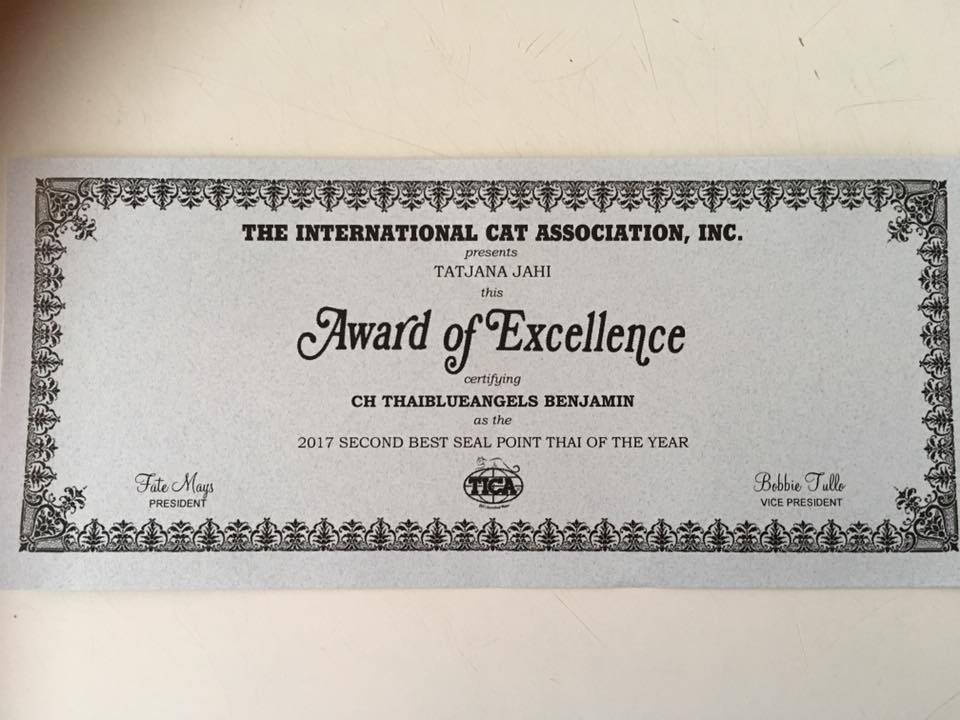 THE INTERNATIONAL CAT ASSOCIATION, INC.
presents
TATJANA JAHI
this
Award of Excellence
certifying
CH THAIBLUEANGELS BENJAMIN
as the
2017 SECOND BEST SEAL POINT THAI OF THE YEAR
TICA
Fate Mays
PRESIDENT
Bobbie Tullo
VICE PRESIDENT